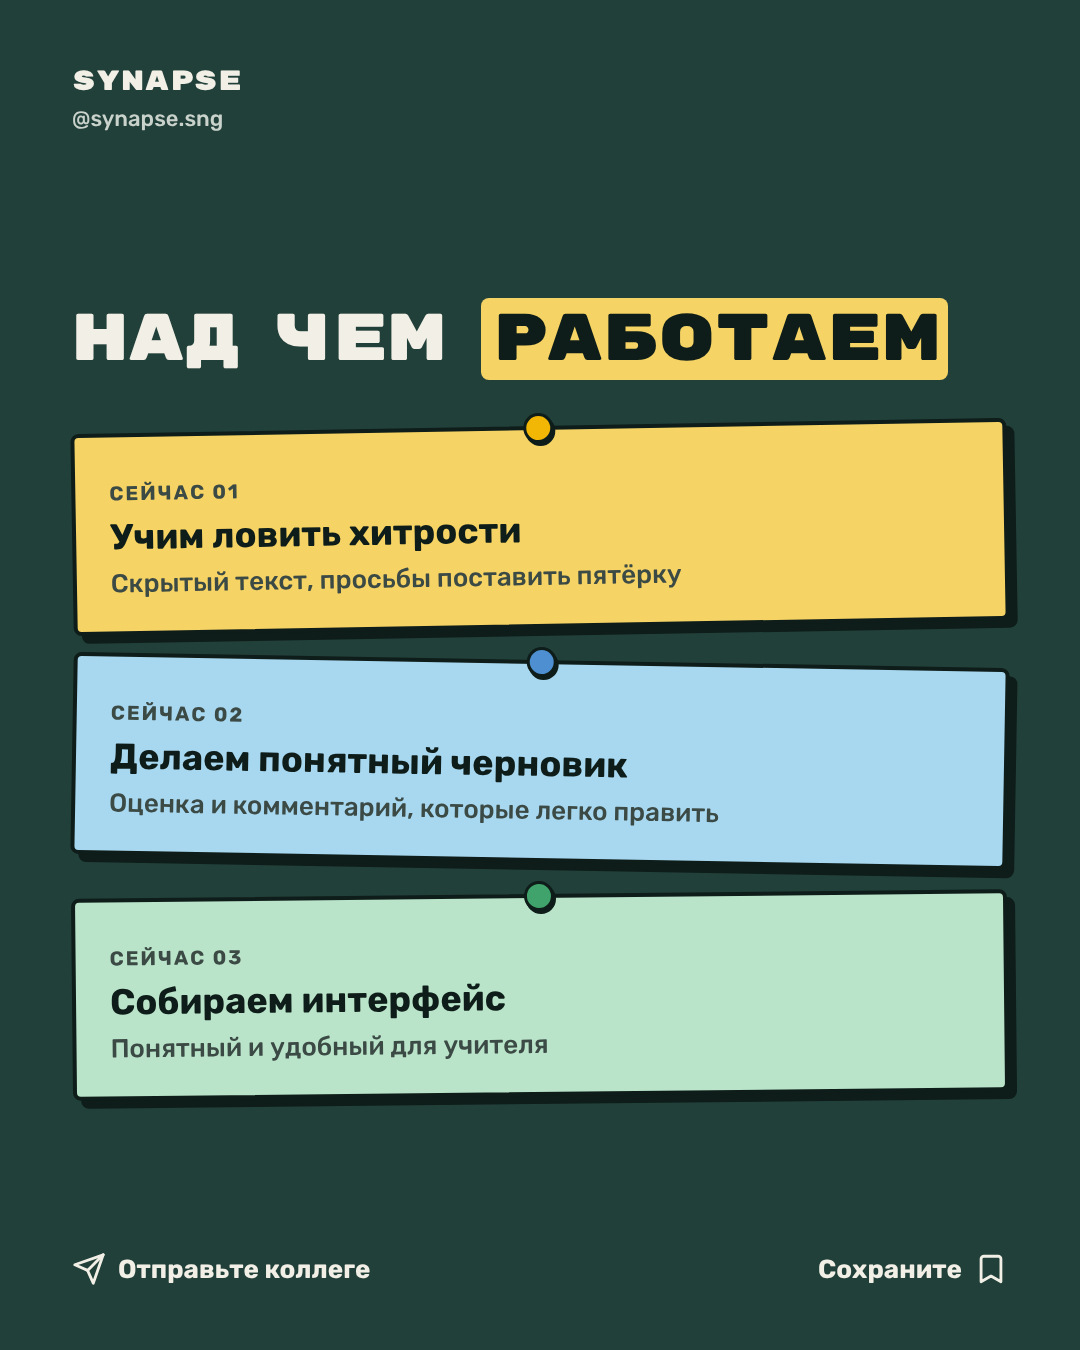 SYNAPSE
@synapse.sng
НАД ЧЕМ РАБОТАЕМ
СЕЙЧАС 01
Учим ловить хитрости
Скрытый текст, просьбы поставить пятёрку
СЕЙЧАС 02
Делаем понятный черновик
Оценка и комментарий, которые легко править
СЕЙЧАС 03
Собираем интерфейс
Понятный и удобный для учителя
Отправьте коллеге
Сохраните